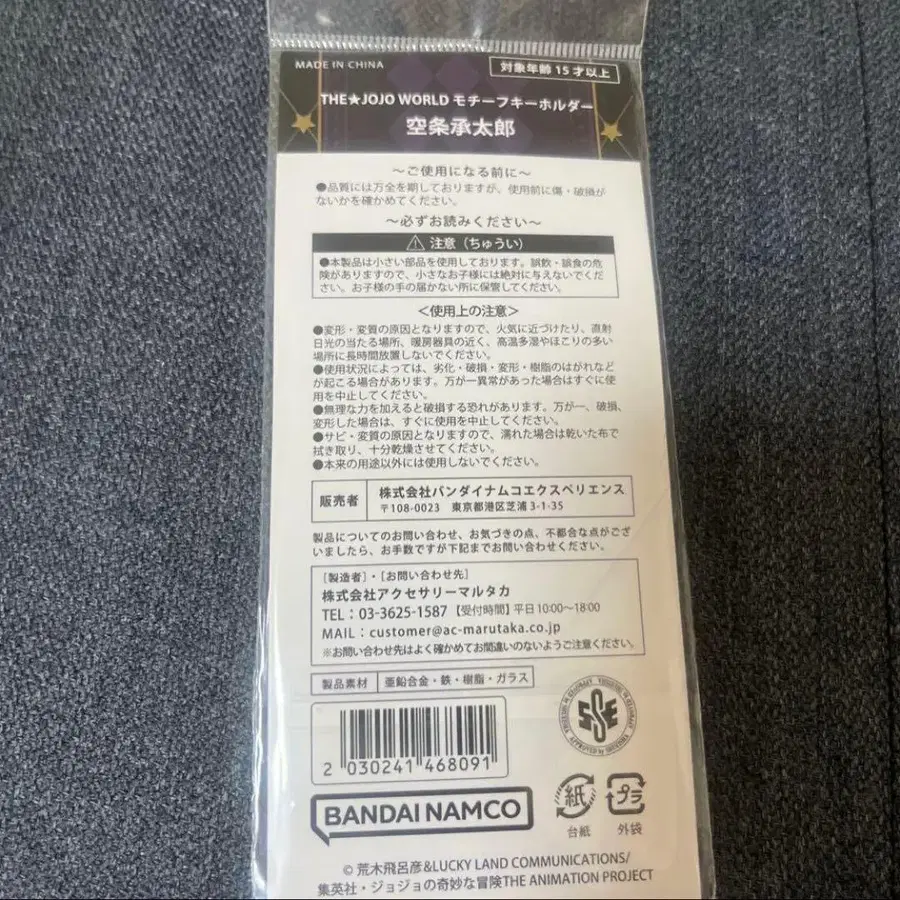 MADE IN CHINA
対象年齢 15 才以上
THE★JOJO WORLD モチーフキーホルダー
空条承太郎
～ご使用になる前に～
●品質には万全を期しておりますが、使用前に傷・破損が
ないかを確かめてください。
～必ずお読みください～
⚠ 注意（ちゅうい）
●本製品は小さい部品を使用しております。誤飲・誤食の危
険がありますので、小さなお子様には絶対に与えないでくだ
さい。お子様の手の届かない所に保管してください。
＜使用上の注意＞
●変形・変質の原因となりますので、火気に近づけたり、直射
日光の当たる場所、暖房器具の近く、高温多湿やほこりの多い
場所に長時間放置しないでください。
●使用状況によっては、劣化・破損・変形・樹脂のはがれなど
が起こる場合があります。万が一異常があった場合はすぐに使
用を中止してください。
●無理な力を加えると破損する恐れがあります。万が一、破損、
変形した場合は、すぐに使用を中止してください。
●サビ・変質の原因となりますので、濡れた場合は乾いた布で
拭き取り、十分乾燥させてください。
●本来の用途以外には使用しないでください。
販売者
株式会社バンダイナムコエクスペリエンス
〒108-0023 東京都港区芝浦 3-1-35
製品についてのお問い合わせ、お気づきの点、不都合な点がござ
いましたら、お手数ですが下記までお問い合わせください。
［製造者］・［お問い合わせ先］
株式会社アクセサリーマルタカ
TEL：03-3625-1587 【受付時間】平日 10:00～18:00
MAIL：customer@ac-marutaka.co.jp
※お問い合わせ先はよく確かめてお間違いのないようご注意ください。
製品素材 亜鉛合金・鉄・樹脂・ガラス
2 030241 468091
BANDAI NAMCO
紙
台紙
プラ
外袋
© 荒木飛呂彦&LUCKY LAND COMMUNICATIONS/
集英社・ジョジョの奇妙な冒険THE ANIMATION PROJECT